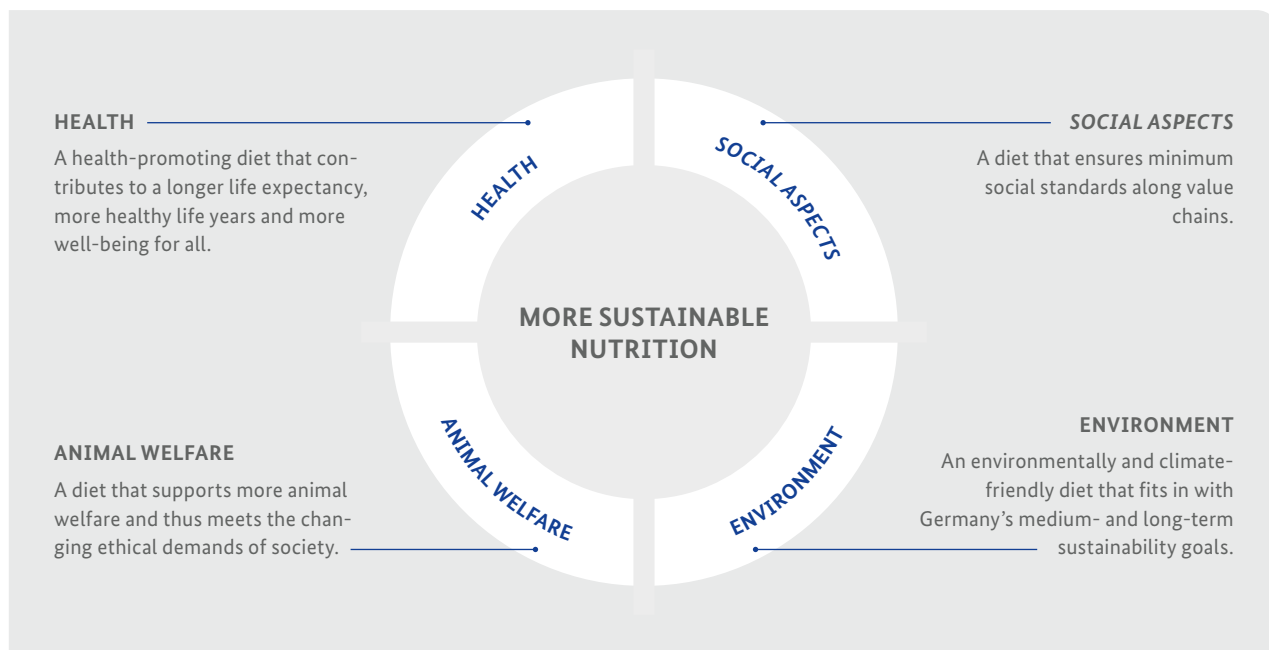 HEALTH
A health-promoting diet that con-
tributes to a longer life expectancy,
more healthy life years and more
well-being for all.
SOCIAL ASPECTS
A diet that ensures minimum
social standards along value
chains.
HEALTH
SOCIAL ASPECTS
MORE SUSTAINABLE
NUTRITION
ANIMAL WELFARE
ENVIRONMENT
ANIMAL WELFARE
A diet that supports more animal
welfare and thus meets the chan-
ging ethical demands of society.
ENVIRONMENT
An environmentally and climate-
friendly diet that fits in with
Germany’s medium- and long-term
sustainability goals.